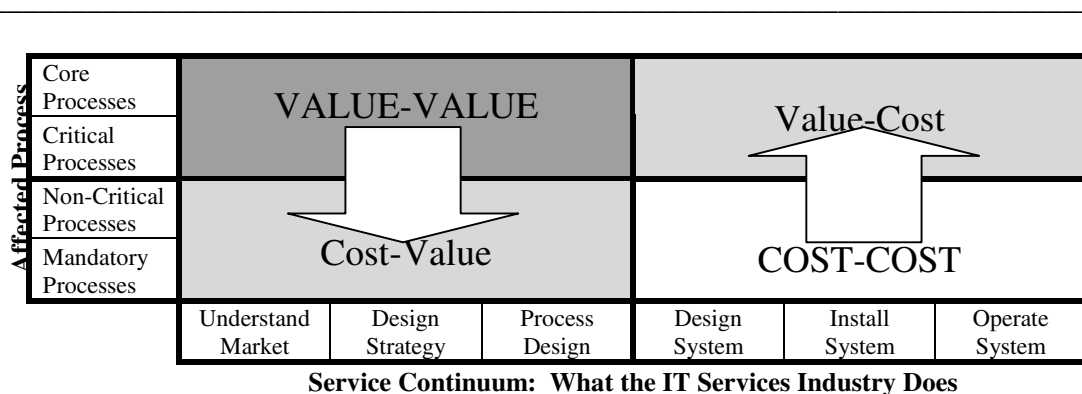 Affected Process
Core
Processes
Critical
Processes
Non-Critical
Processes
Mandatory
Processes
VALUE-VALUE
Value-Cost
Cost-Value
COST-COST
Understand
Market
Design
Strategy
Process
Design
Design
System
Install
System
Operate
System
Service Continuum: What the IT Services Industry Does